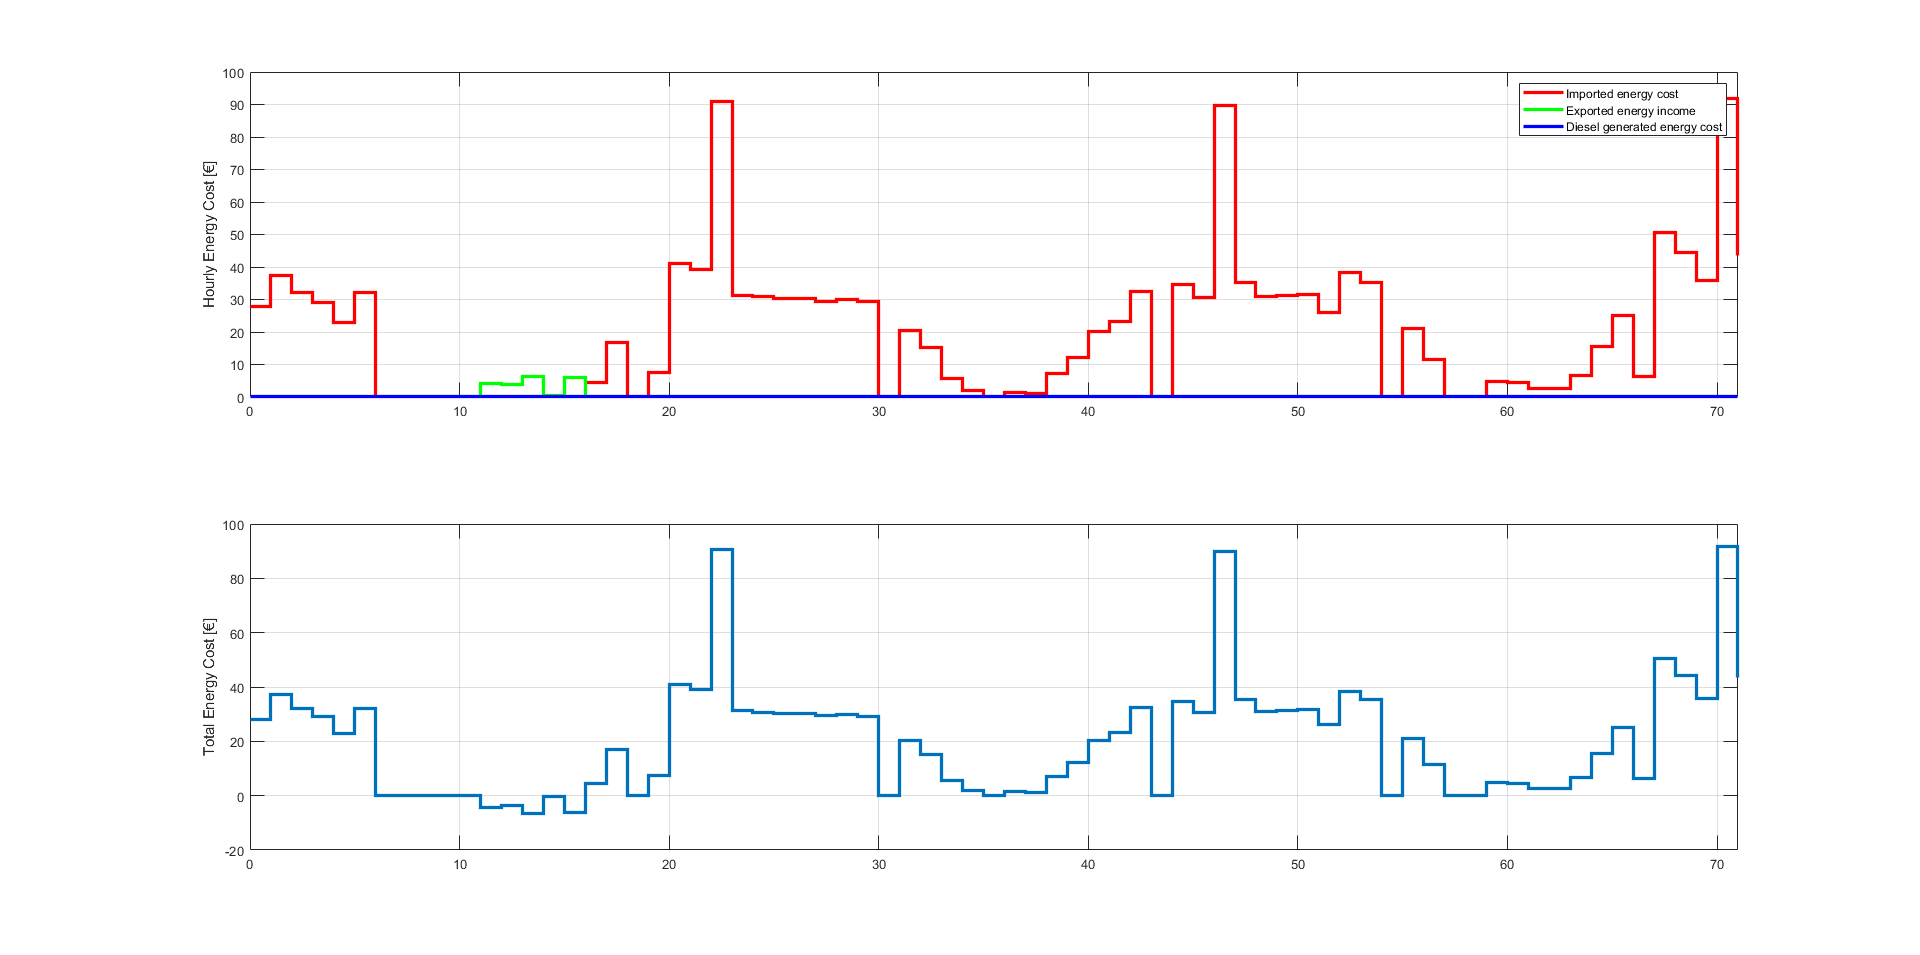 100
90
80
70
60
50
40
30
20
10
0
Hourly Energy Cost [€]
Imported energy cost
Exported energy income
Diesel generated energy cost
0 10 20 30 40 50 60 70
100
80
60
40
20
0
-20
Total Energy Cost [€]
0 10 20 30 40 50 60 70